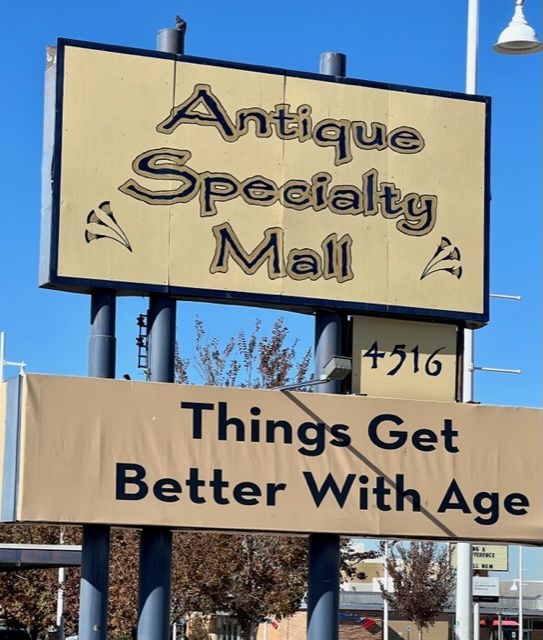 Antique
Specialty
Mall
4516
Things Get
Better With Age